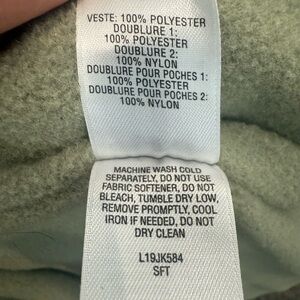 VESTE: 100% POLYESTER
DOUBLURE 1:
100% POLYESTER
DOUBLURE 2:
100% NYLON
DOUBLURE POUR POCHES 1:
100% POLYESTER
DOUBLURE POUR POCHES 2:
100% NYLON
MACHINE WASH COLD
SEPARATELY, DO NOT USE
FABRIC SOFTENER, DO NOT
BLEACH, TUMBLE DRY LOW,
REMOVE PROMPTLY, COOL
IRON IF NEEDED, DO NOT
DRY CLEAN
L19JK584
SFT